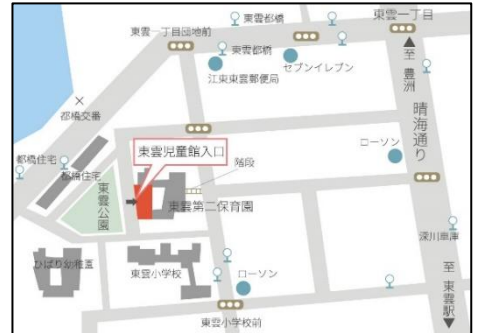 東雲一丁目
東雲都橋
東雲一丁目団地前
東雲都橋
江東東雲郵便局
セブンイレブン
至
豊洲
晴海通り
都橋交番
都橋住宅
都橋住宅
東雲児童館入口
階段
ローソン
東雲公園
東雲第二保育園
深川車庫
ひばり幼稚園
東雲小学校
ローソン
至
東雲駅
東雲小学校前